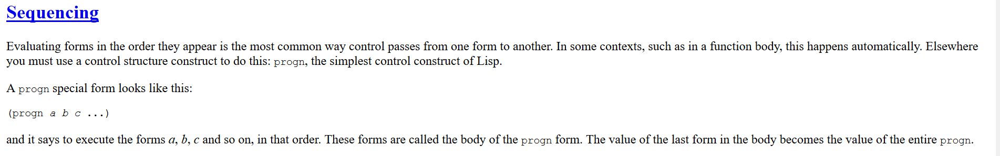 Sequencing
Evaluating forms in the order they appear is the most common way control passes from one form to another. In some contexts, such as in a function body, this happens automatically. Elsewhere
you must use a control structure construct to do this: progn, the simplest control construct of Lisp.
A progn special form looks like this:
(progn a b c ...)
and it says to execute the forms a, b, c and so on, in that order. These forms are called the body of the progn form. The value of the last form in the body becomes the value of the entire progn.